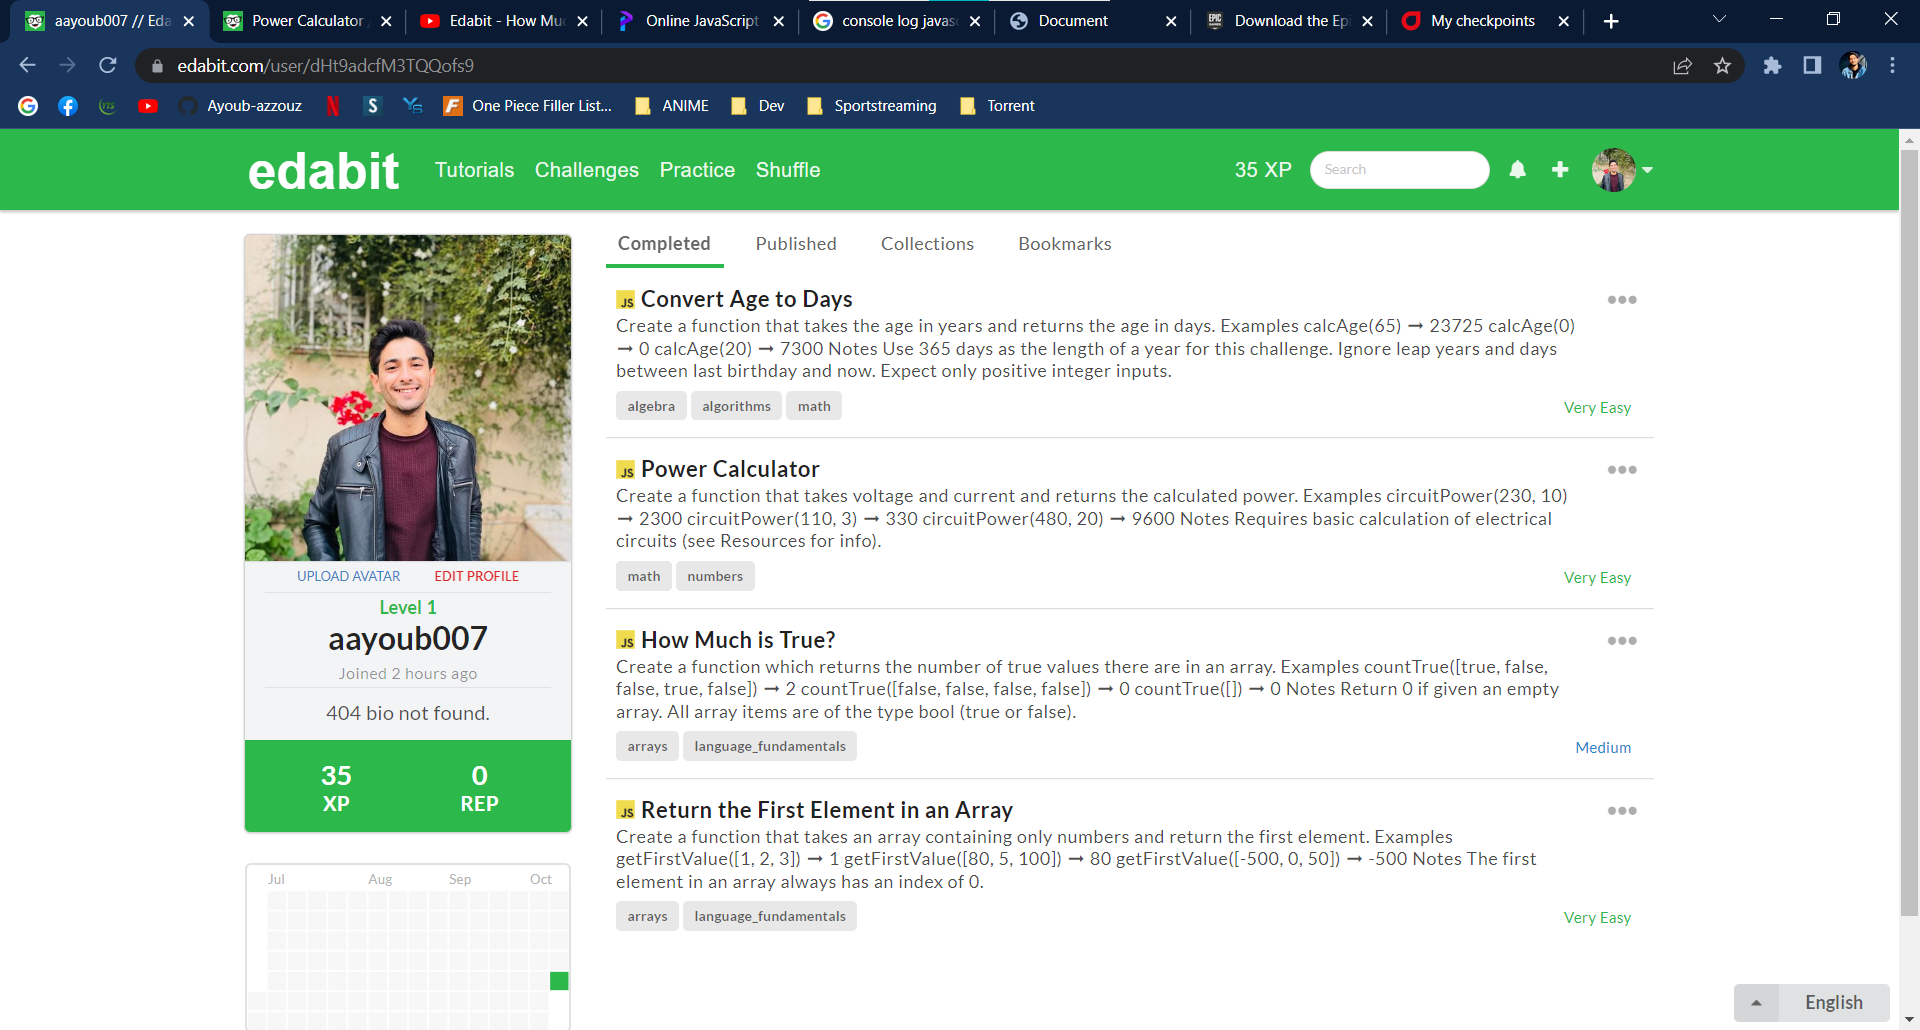 aayoub007 // Eda
Power Calculator
Edabit - How Muc
Online JavaScript
console log javasc
Document
Download the Epi
My checkpoints
edabit.com/user/dHt9adcfM3TQQofs9
Ayoub-azzouz
One Piece Filler List...
ANIME
Dev
Sportstreaming
Torrent
edabit
Tutorials
Challenges
Practice
Shuffle
35 XP
Search
UPLOAD AVATAR
EDIT PROFILE
Level 1
aayoub007
Joined 2 hours ago
404 bio not found.
35
XP
0
REP
Jul
Aug
Sep
Oct
Completed
Published
Collections
Bookmarks
JS Convert Age to Days
Create a function that takes the age in years and returns the age in days. Examples calcAge(65) ➞ 23725 calcAge(0)
➞ 0 calcAge(20) ➞ 7300 Notes Use 365 days as the length of a year for this challenge. Ignore leap years and days
between last birthday and now. Expect only positive integer inputs.
algebra
algorithms
math
Very Easy
JS Power Calculator
Create a function that takes voltage and current and returns the calculated power. Examples circuitPower(230, 10)
➞ 2300 circuitPower(110, 3) ➞ 330 circuitPower(480, 20) ➞ 9600 Notes Requires basic calculation of electrical
circuits (see Resources for info).
math
numbers
Very Easy
JS How Much is True?
Create a function which returns the number of true values there are in an array. Examples countTrue([true, false,
false, true, false]) ➞ 2 countTrue([false, false, false, false]) ➞ 0 countTrue([]) ➞ 0 Notes Return 0 if given an empty
array. All array items are of the type bool (true or false).
arrays
language_fundamentals
Medium
JS Return the First Element in an Array
Create a function that takes an array containing only numbers and return the first element. Examples
getFirstValue([1, 2, 3]) ➞ 1 getFirstValue([80, 5, 100]) ➞ 80 getFirstValue([-500, 0, 50]) ➞ -500 Notes The first
element in an array always has an index of 0.
arrays
language_fundamentals
Very Easy
English